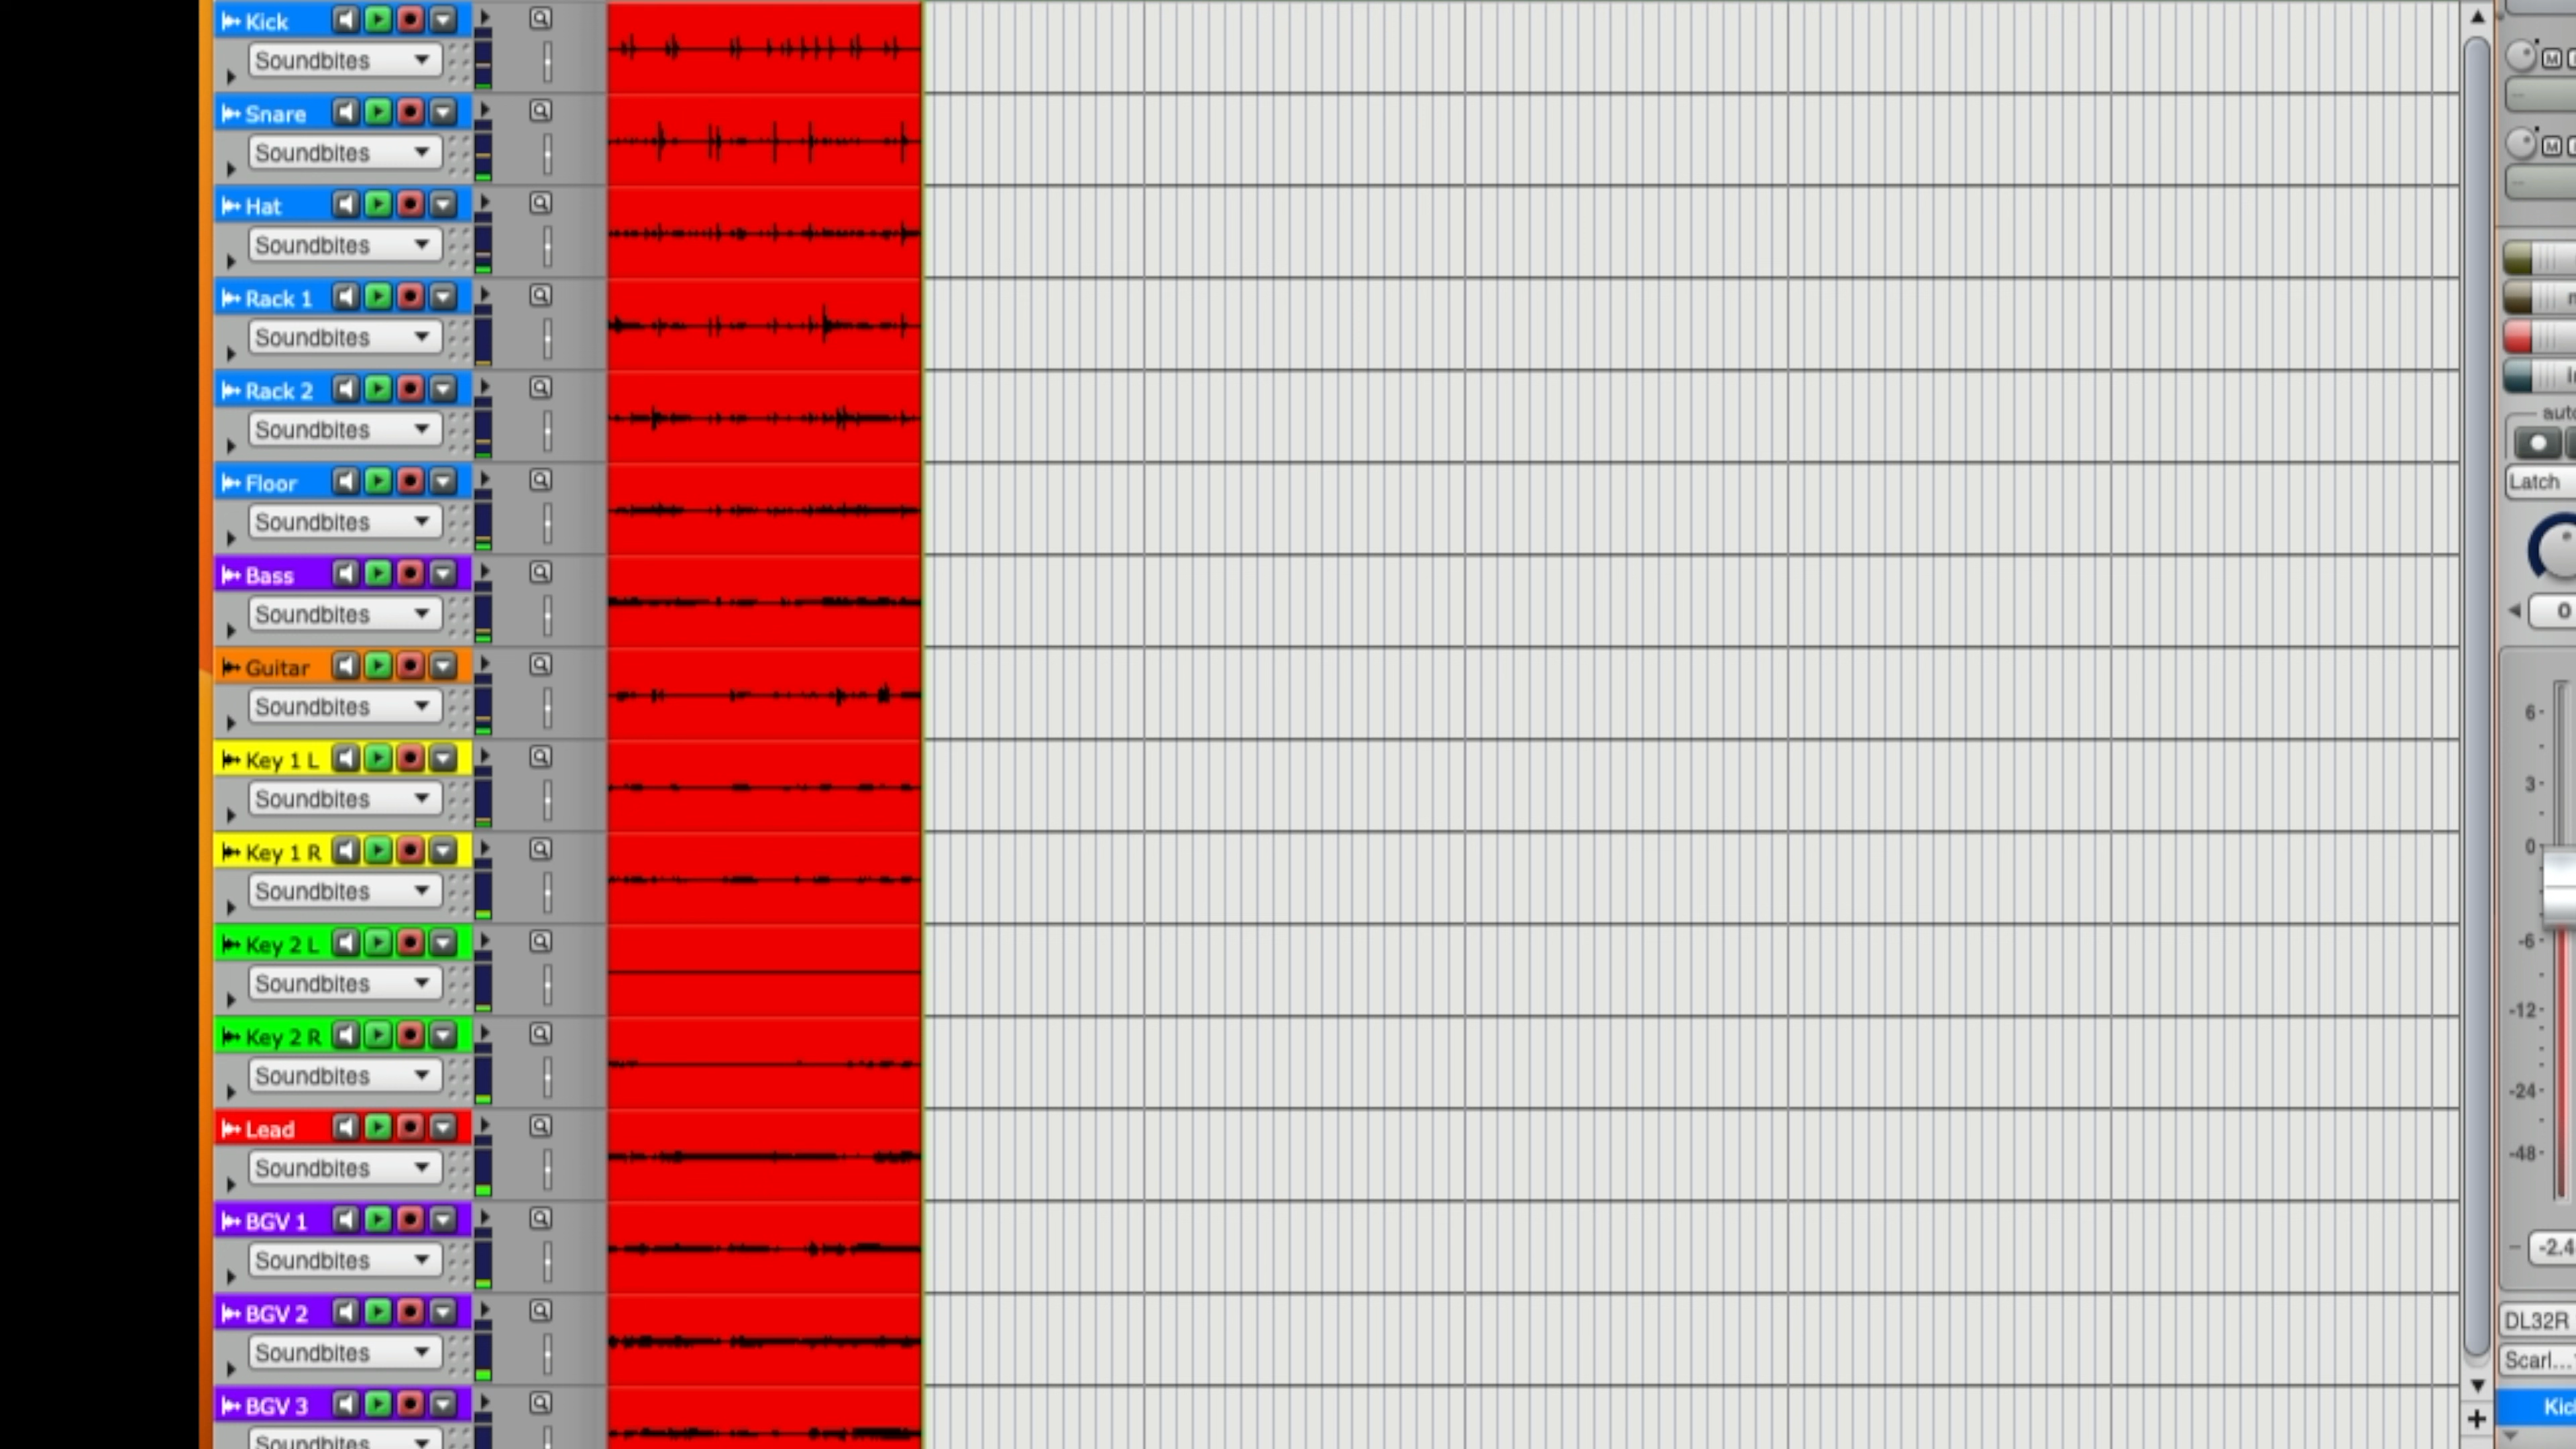 Kick
Soundbites
Snare
Soundbites
Hat
Soundbites
Rack 1
Soundbites
Rack 2
Soundbites
Floor
Soundbites
Bass
Soundbites
Guitar
Soundbites
Key 1 L
Soundbites
Key 1 R
Soundbites
Key 2 L
Soundbites
Key 2 R
Soundbites
Lead
Soundbites
BGV 1
Soundbites
BGV 2
Soundbites
BGV 3
Soundbites
M
M
Latch
0
6
3
0
-6
-12
-24
-48
-2.4
DL32R
Scarl...